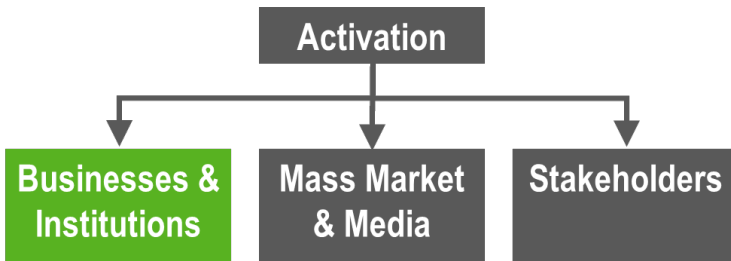 Activation
Businesses &
Institutions
Mass Market
& Media
Stakeholders